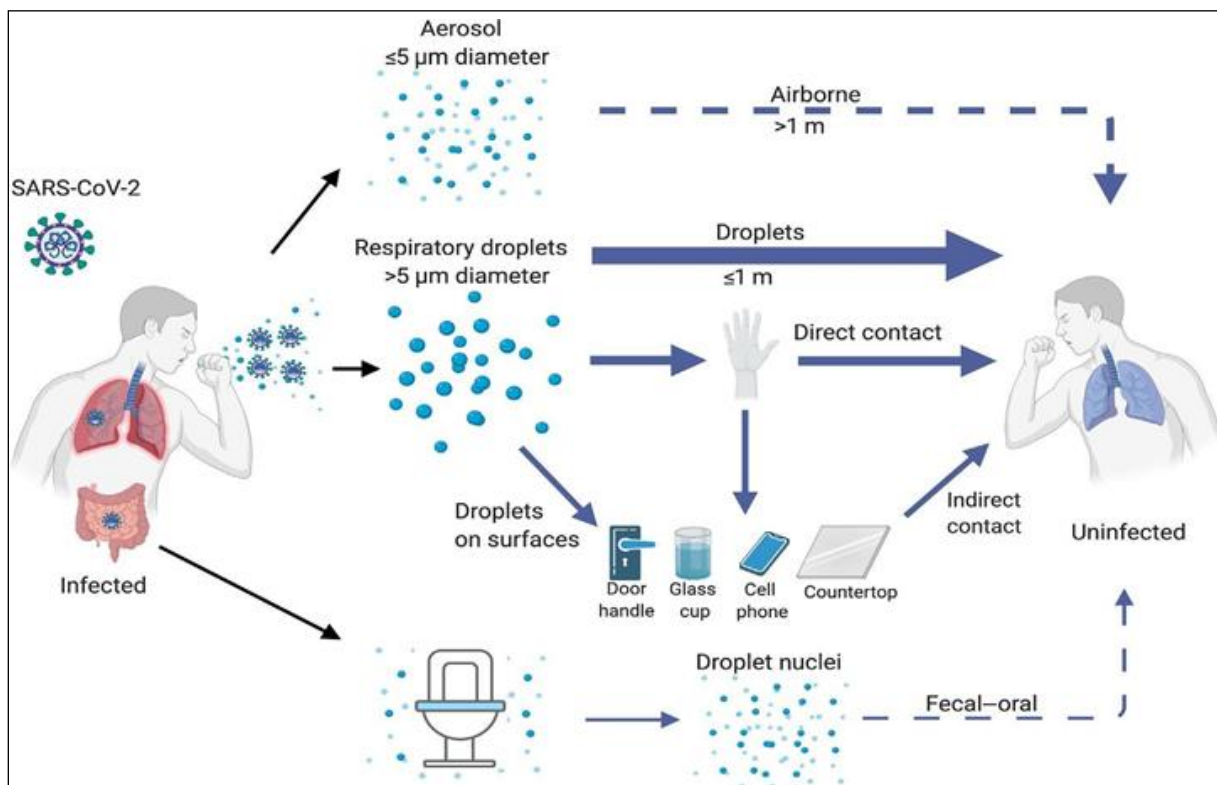 Aerosol
≤5 μm diameter
Airborne
>1 m
SARS-CoV-2
Respiratory droplets
>5 μm diameter
Droplets
≤1 m
Direct contact
Droplets
on surfaces
Indirect
contact
Uninfected
Infected
Door
handle
Glass
cup
Cell
phone
Countertop
Droplet nuclei
Fecal–oral